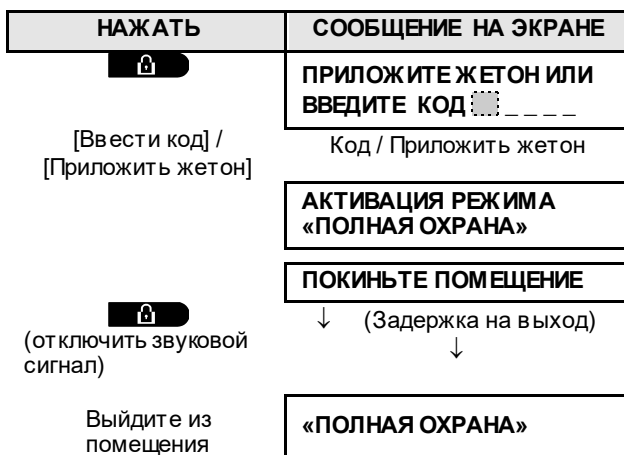 НАЖАТЬ
СООБЩЕНИЕ НА ЭКРАНЕ
ПРИЛОЖИТЕ ЖЕТОН ИЛИ
ВВЕДИТЕ КОД _ _ _ _
[Ввести код] /
[Приложить жетон]
Код / Приложить жетон
АКТИВАЦИЯ РЕЖИМА
«ПОЛНАЯ ОХРАНА»
ПОКИНЬТЕ ПОМЕЩЕНИЕ
(отключить звуковой
сигнал)
↓ (Задержка на выход)
↓
Выйдите из
помещения
«ПОЛНАЯ ОХРАНА»